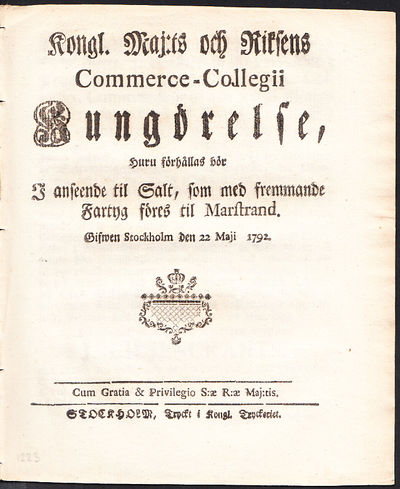 Kongl. Maj:ts och Riksens
Commerce-Collegii
Kungörelse,
Huru förhållas bör
I anseende til Salt, som med fremmande
Fartyg föres til Marstrand.
Gifwen Stockholm den 22 Maji 1792.
Cum Gratia & Privilegio S:æ R:æ Maj:tis.
STOCKHOLM, Tryckt i Kongl. Tryckeriet.
1223